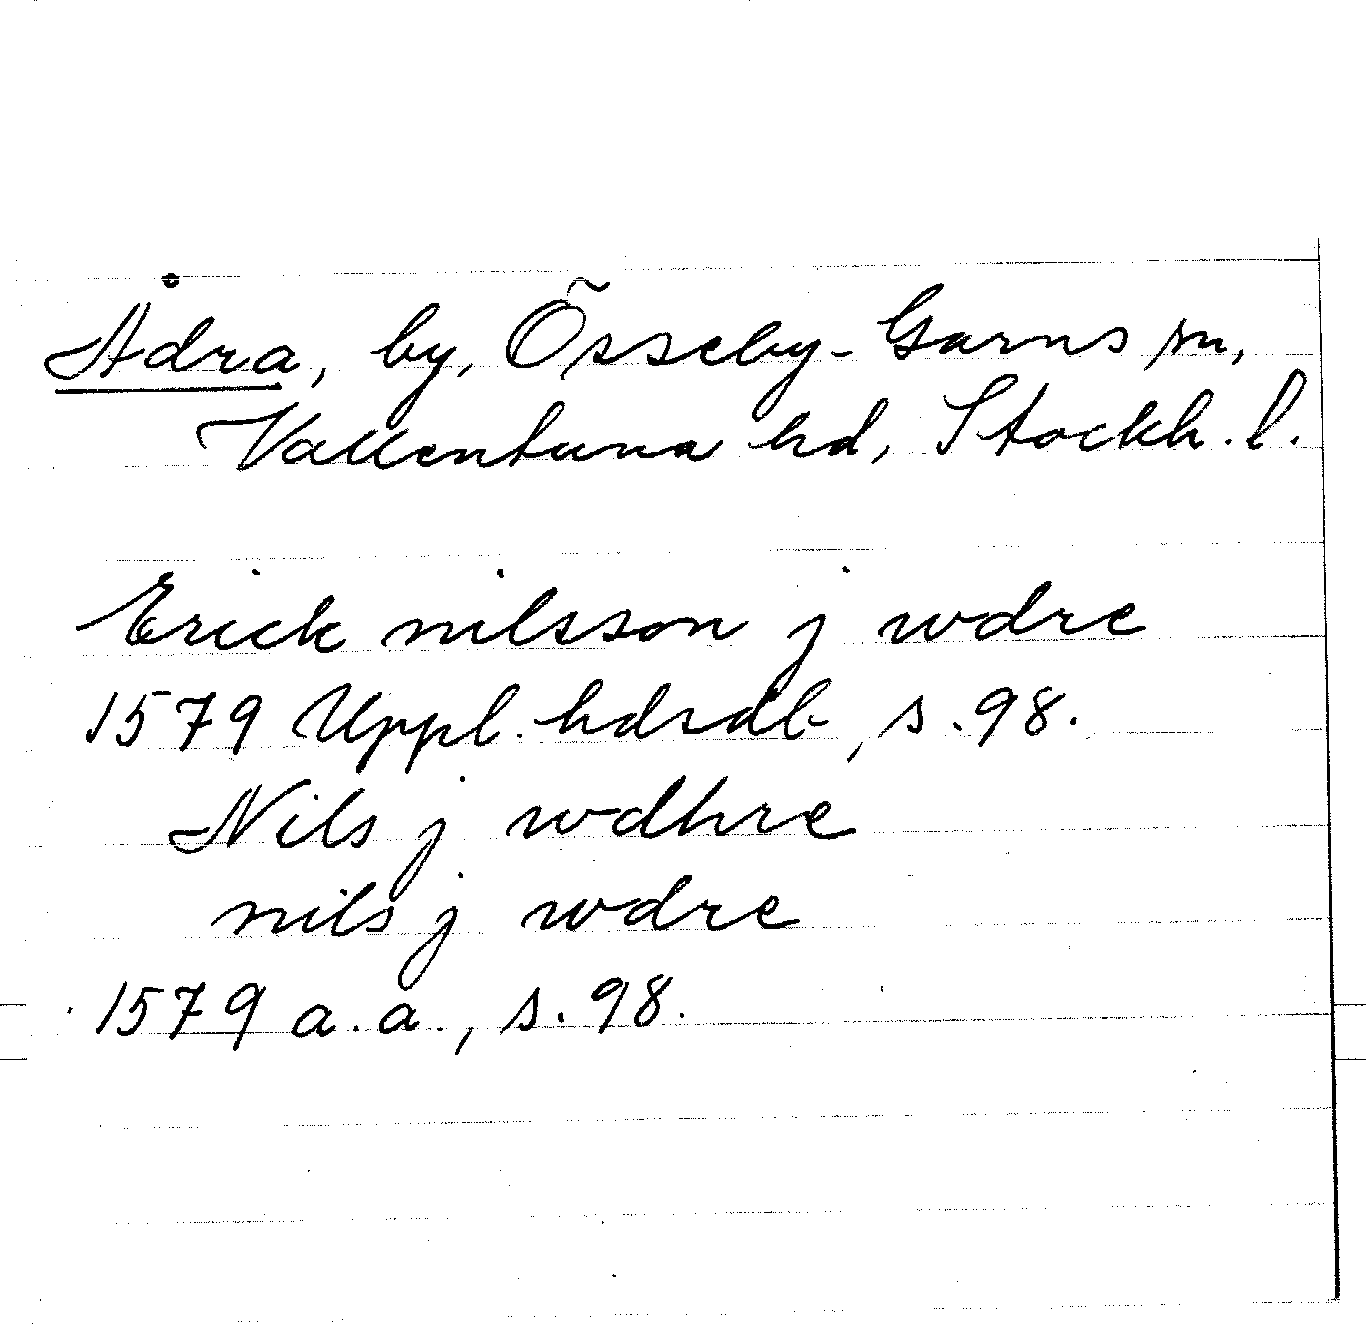 Ådra, by, Össeby-Garns sn,
Vallentuna hd, Stockh. l.
Erick nilsson j wdre
1579 Uppl. hdrdb, s. 98.
Nils j wdhre
nils j wdre
1579 a.a., s. 98.